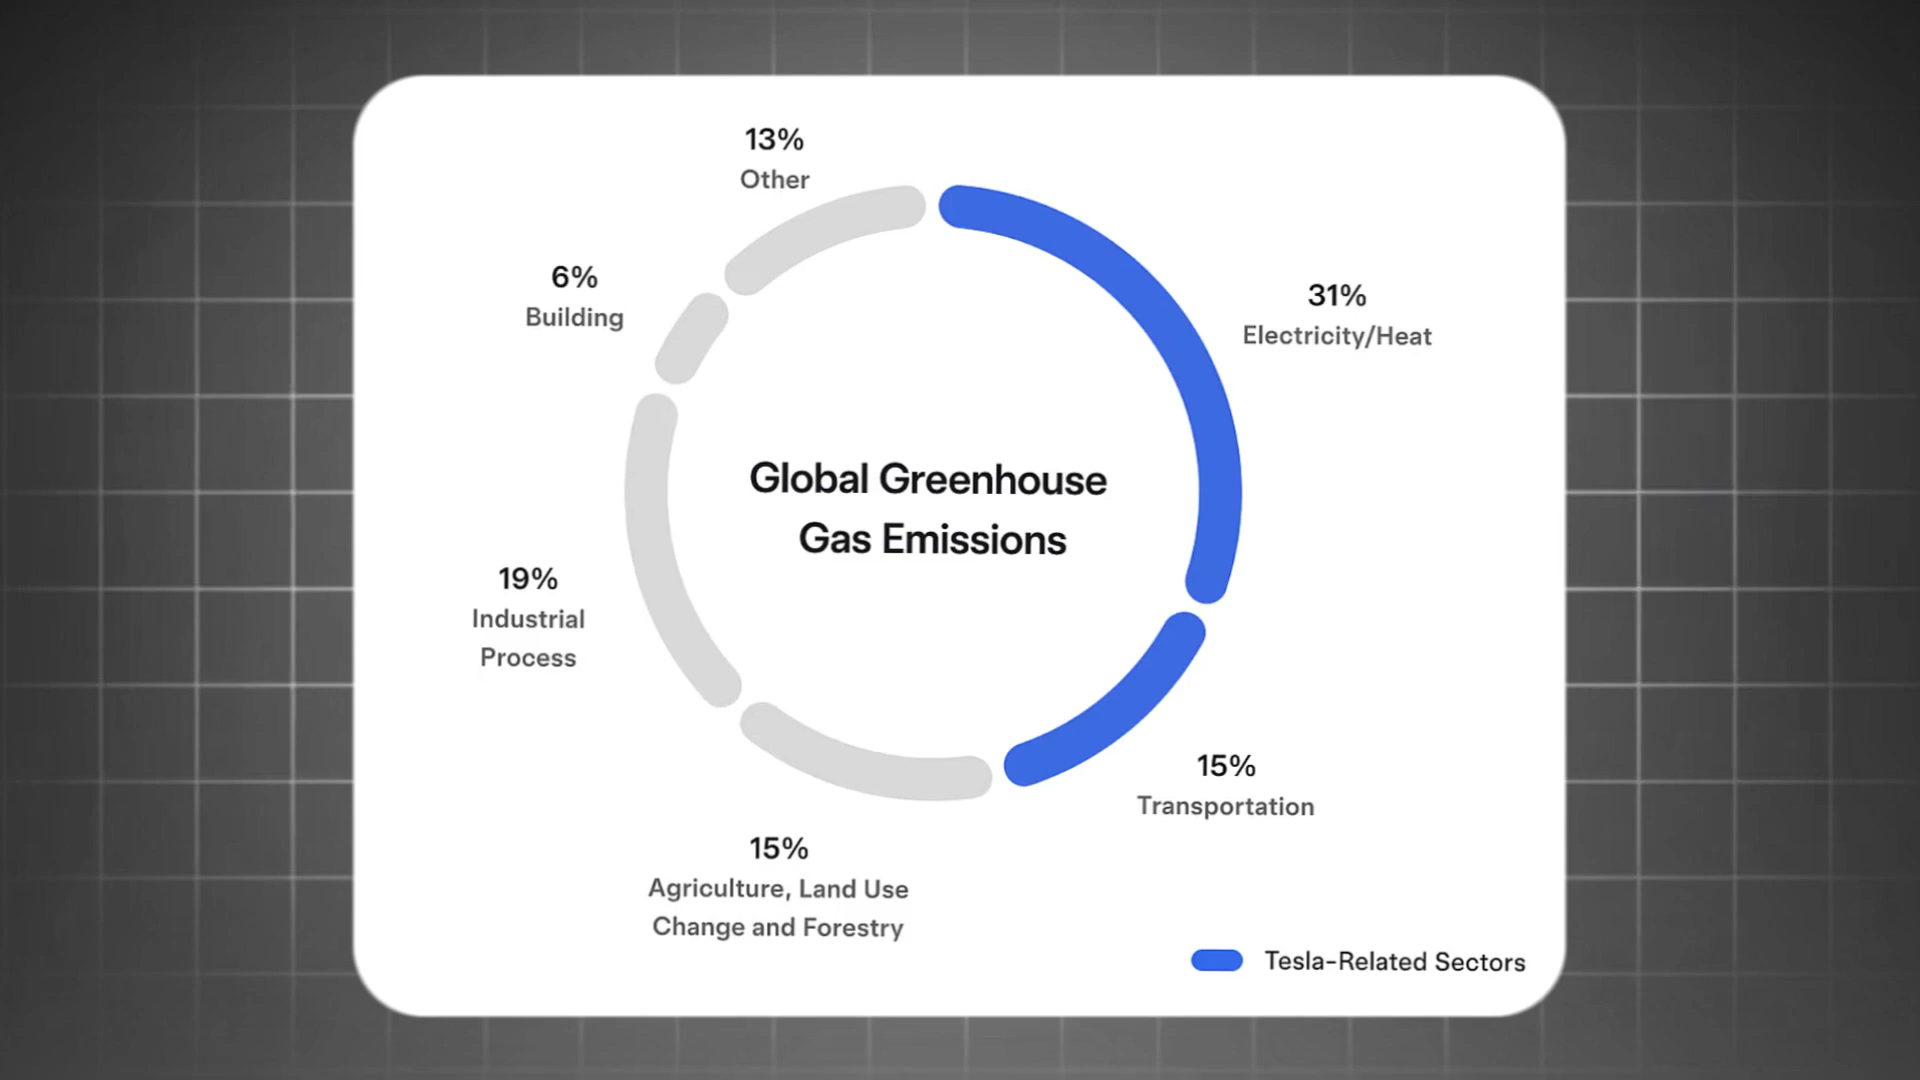 13%
Other
6%
Building
31%
Electricity/Heat
Global Greenhouse
Gas Emissions
19%
Industrial
Process
15%
Transportation
15%
Agriculture, Land Use
Change and Forestry
Tesla-Related Sectors